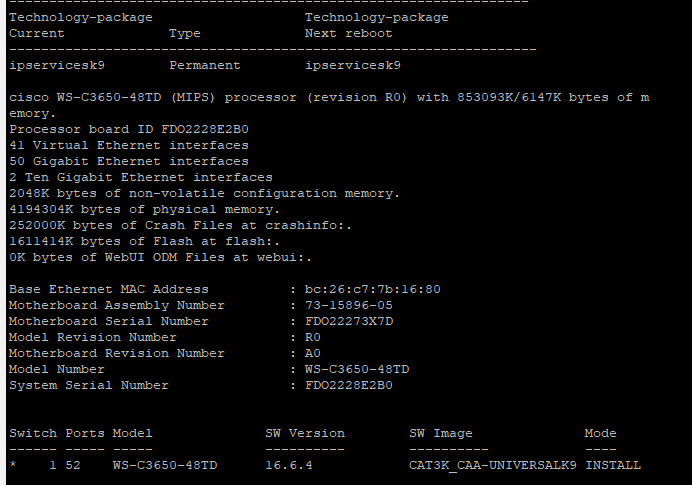 -----------------------------------------------------------------
Technology-package                   Technology-package
Current             Type             Next reboot
------------------------------------------------------------------
ipservicesk9        Permanent        ipservicesk9
cisco WS-C3650-48TD (MIPS) processor (revision R0) with 853093K/6147K bytes of m
emory.
Processor board ID FDO2228E2B0
41 Virtual Ethernet interfaces
50 Gigabit Ethernet interfaces
2 Ten Gigabit Ethernet interfaces
2048K bytes of non-volatile configuration memory.
4194304K bytes of physical memory.
252000K bytes of Crash Files at crashinfo:.
1611414K bytes of Flash at flash:.
0K bytes of WebUI ODM Files at webui:.
Base Ethernet MAC Address          : bc:26:c7:7b:16:80
Motherboard Assembly Number        : 73-15896-05
Motherboard Serial Number          : FDO22273X7D
Model Revision Number              : R0
Motherboard Revision Number        : A0
Model Number                       : WS-C3650-48TD
System Serial Number               : FDO2228E2B0
Switch Ports Model              SW Version        SW Image              Mode
------ ----- -----              ----------        ----------            ----
*    1 52    WS-C3650-48TD      16.6.4            CAT3K_CAA-UNIVERSALK9 INSTALL